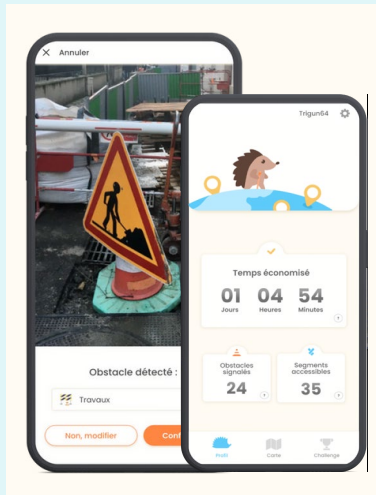 Annuler
Obstacle détecté :
Travaux
Non, modifier
Conf
Trigun64
Temps économisé
01 04 54
Jours Heures Minutes
Obstacles
signalés
24
Segments
accessibles
35
Profil Carte Challenge